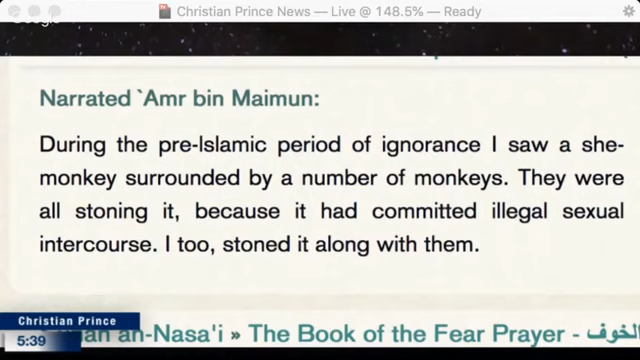 Christian Prince News — Live @ 148.5% — Ready
Narrated `Amr bin Maimun:
During the pre-lslamic period of ignorance I saw a she-
monkey surrounded by a number of monkeys. They were
all stoning it, because it had committed illegal sexual
intercourse. I too, stoned it along with them.
Christian Prince
5:39
an-Nasa'i » The Book of the Fear Prayer - الخوف